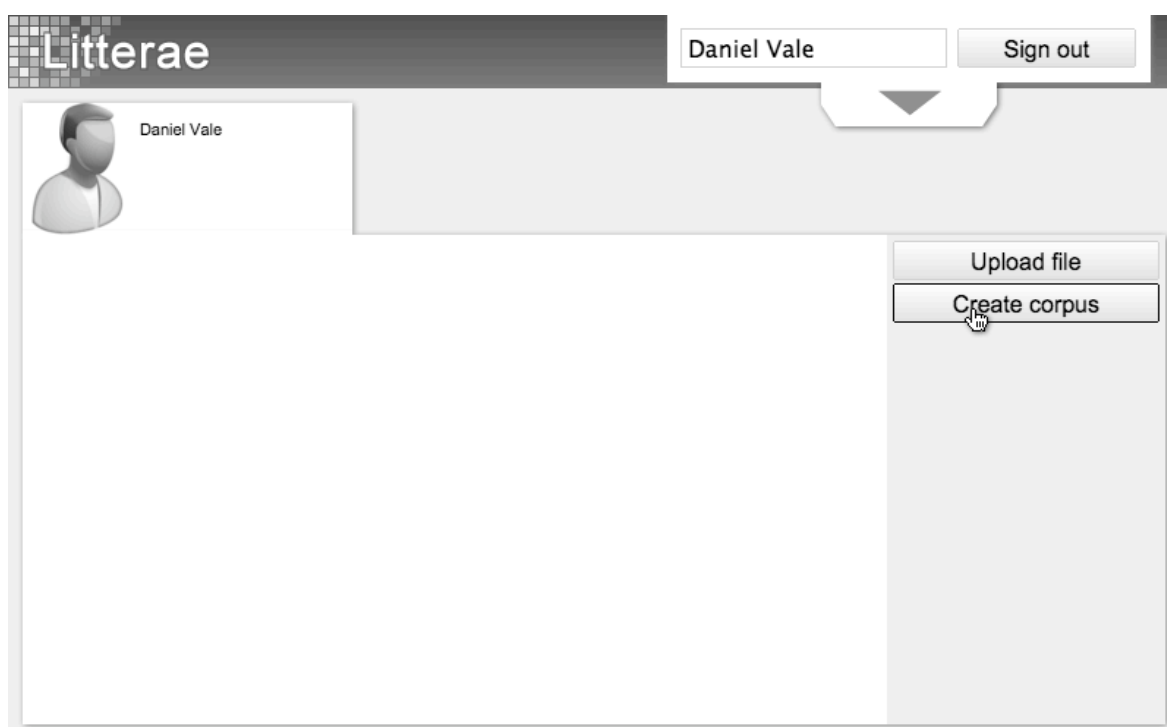 Litterae
Daniel Vale
Sign out
Daniel Vale
Upload file
Create corpus